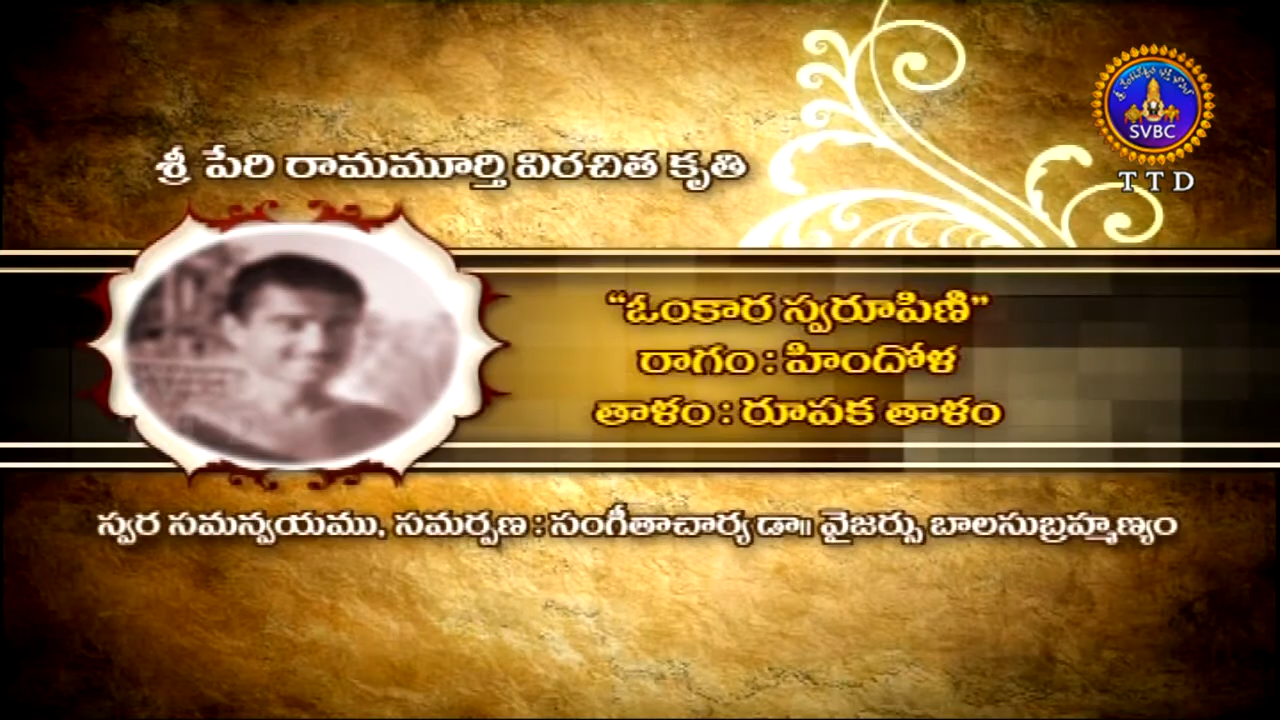 శ్రీ పేరి రామమూర్తి విరచిత కృతి
"ఓంకార స్వరూపిణి"
రాగం : హిందోళ
తాళం : రూపక తాళం
స్వర సమన్వయము, సమర్పణ : సంగీతాచార్య డా॥ వైజర్సు బాలసుబ్రహ్మణ్యం
SVBC
TTD